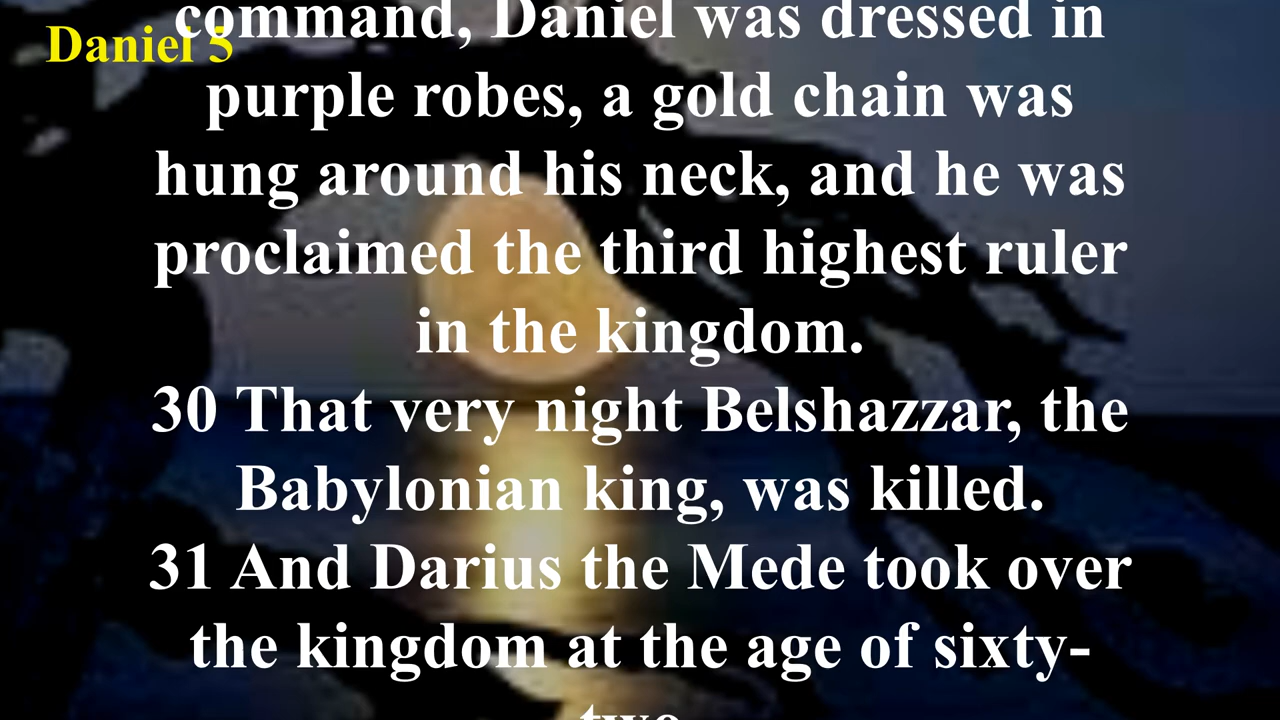 Daniel 5
command, Daniel was dressed in
purple robes, a gold chain was
hung around his neck, and he was
proclaimed the third highest ruler
in the kingdom.
30 That very night Belshazzar, the
Babylonian king, was killed.
31 And Darius the Mede took over
the kingdom at the age of sixty-
two